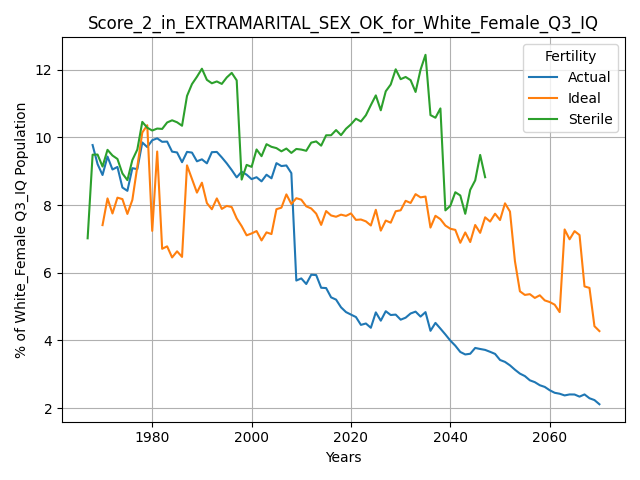 Score_2_in_EXTRAMARITAL_SEX_OK_for_White_Female_Q3_IQ
% of White_Female Q3_IQ Population
12
10
8
6
4
2
Fertility
Actual
Ideal
Sterile
1980
2000
2020
2040
2060
Years